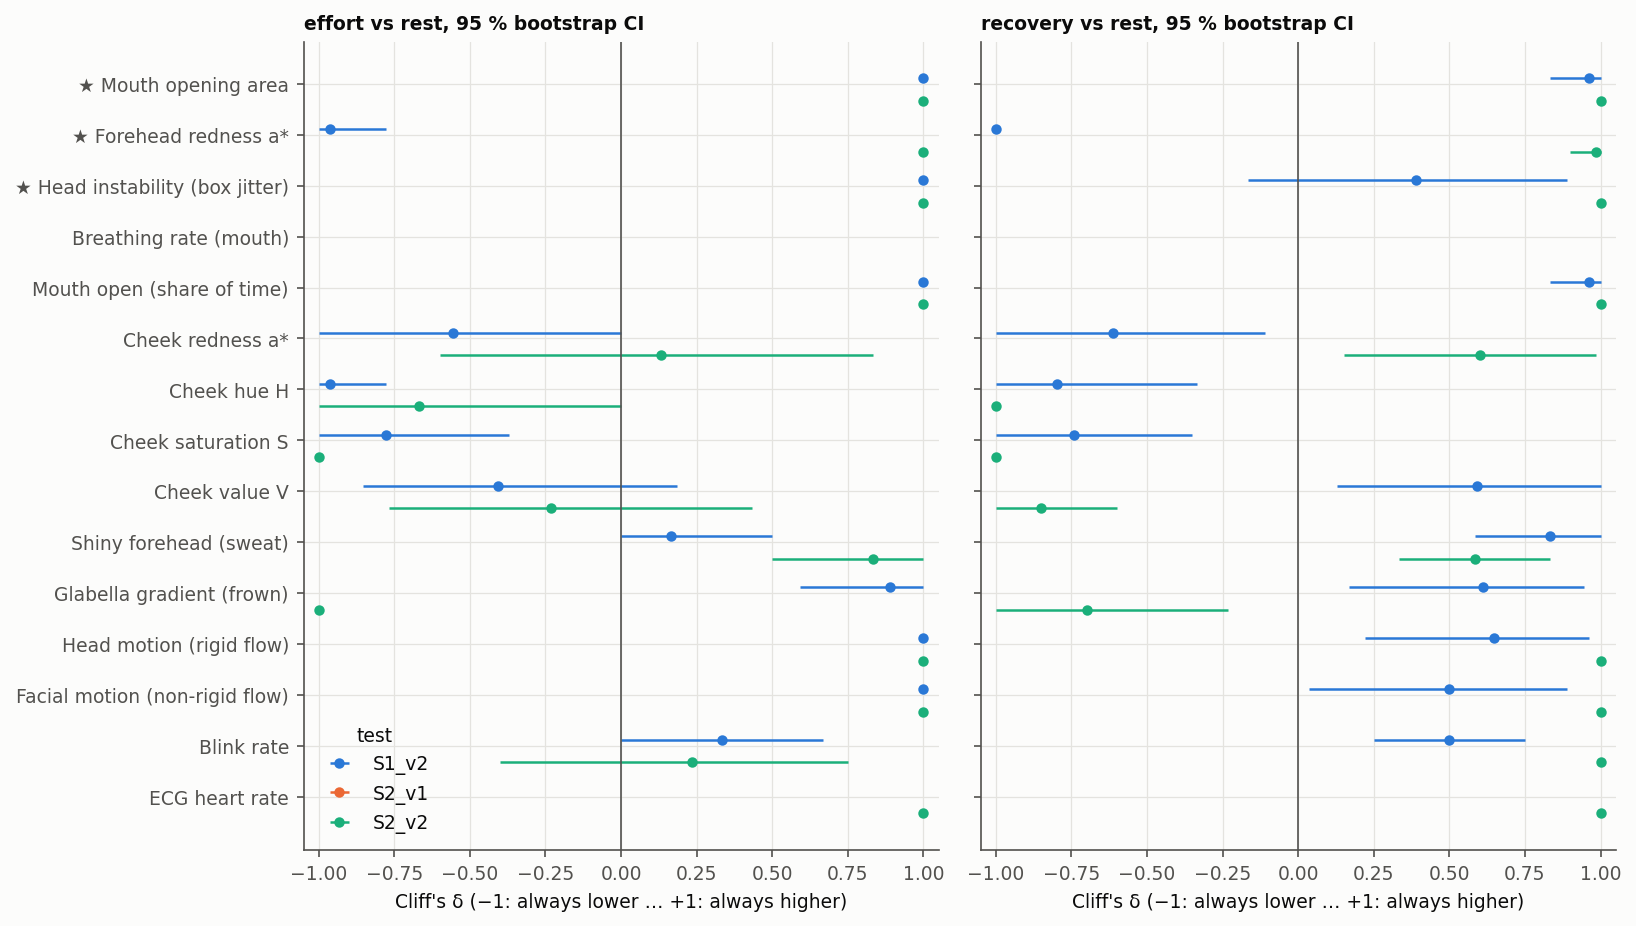 effort vs rest, 95 % bootstrap CI
recovery vs rest, 95 % bootstrap CI
★ Mouth opening area
★ Forehead redness a*
★ Head instability (box jitter)
Breathing rate (mouth)
Mouth open (share of time)
Cheek redness a*
Cheek hue H
Cheek saturation S
Cheek value V
Shiny forehead (sweat)
Glabella gradient (frown)
Head motion (rigid flow)
Facial motion (non-rigid flow)
Blink rate
ECG heart rate
test
S1_v2
S2_v1
S2_v2
−1.00 −0.75 −0.50 −0.25 0.00 0.25 0.50 0.75 1.00
−1.00 −0.75 −0.50 −0.25 0.00 0.25 0.50 0.75 1.00
Cliff's δ (−1: always lower … +1: always higher)
Cliff's δ (−1: always lower … +1: always higher)